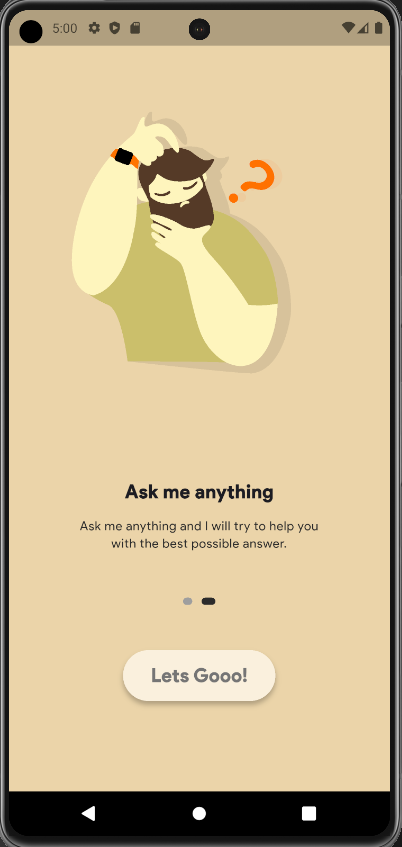 5:00
?
Ask me anything
Ask me anything and I will try to help you
with the best possible answer.
Lets Gooo!